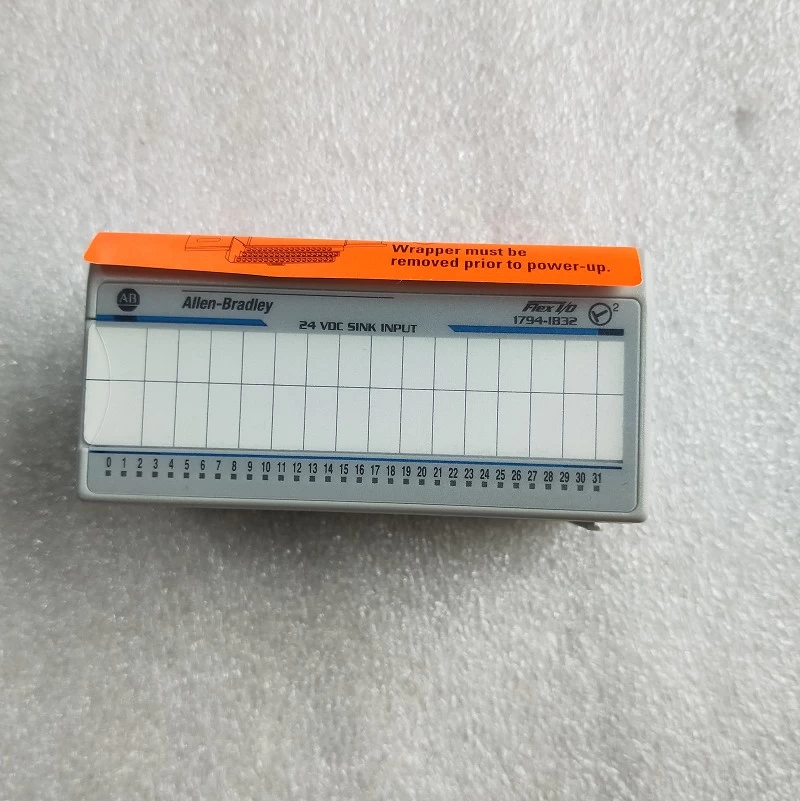 Wrapper must be
removed prior to power-up.
AB
Allen-Bradley
Flex I/O
2
24 VDC SINK INPUT
1794-IB32
0 1 2 3 4 5 6 7 8 9 10 11 12 13 14 15 16 17 18 19 20 21 22 23 24 25 26 27 28 29 30 31